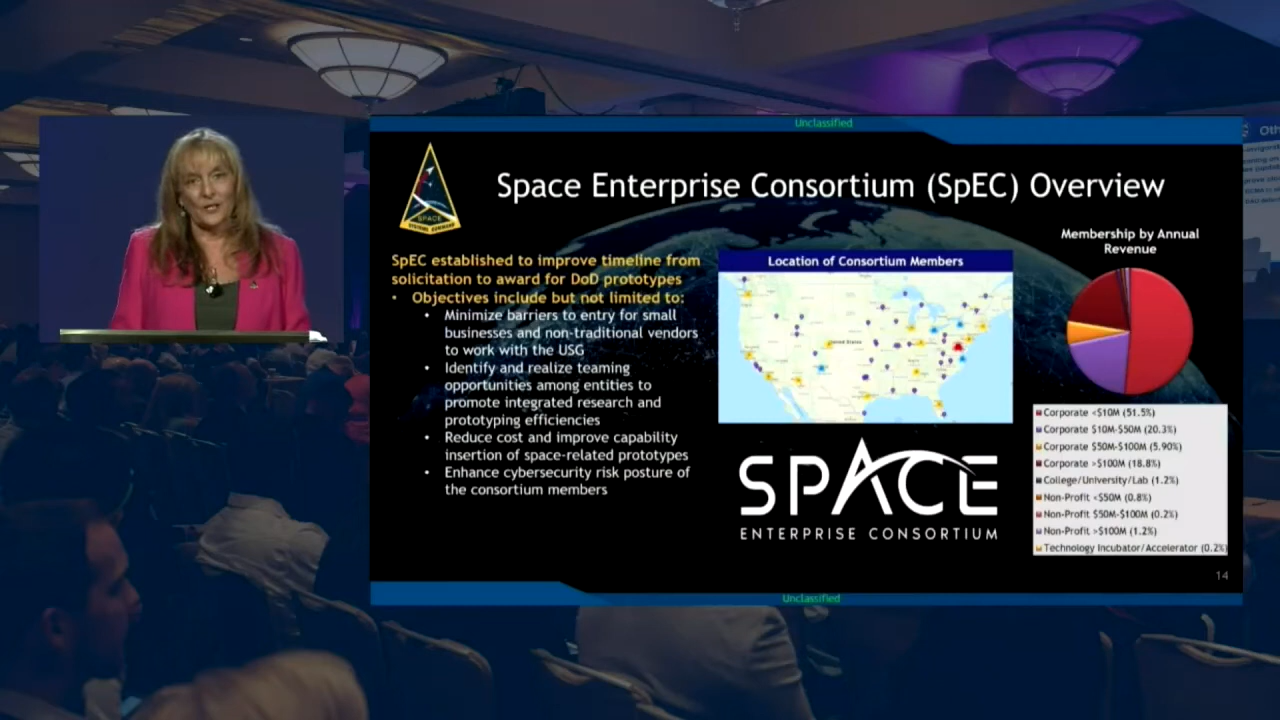 Unclassified
Space Enterprise Consortium (SpEC) Overview
SPACE
SYSTEMS COMMAND
SpEC established to improve timeline from
solicitation to award for DoD prototypes
• Objectives include but not limited to:
• Minimize barriers to entry for small
businesses and non-traditional vendors
to work with the USG
• Identify and realize teaming
opportunities among entities to
promote integrated research and
prototyping efficiencies
• Reduce cost and improve capability
insertion of space-related prototypes
• Enhance cybersecurity risk posture of
the consortium members
Location of Consortium Members
United States
SPACE
ENTERPRISE CONSORTIUM
Membership by Annual
Revenue
Corporate <$10M (51.5%)
Corporate $10M-$50M (20.3%)
Corporate $50M-$100M (5.90%)
Corporate >$100M (18.8%)
College/University/Lab (1.2%)
Non-Profit <$50M (0.8%)
Non-Profit $50M-$100M (0.2%)
Non-Profit >$100M (1.2%)
Technology Incubator/Accelerator (0.2%)
14
Unclassified